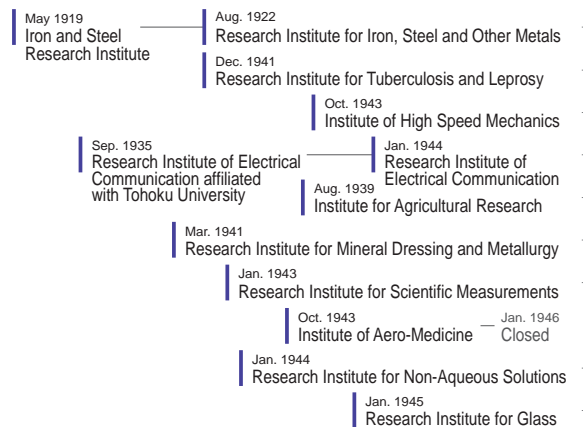 May 1919
Iron and Steel
Research Institute
Aug. 1922
Research Institute for Iron, Steel and Other Metals
Dec. 1941
Research Institute for Tuberculosis and Leprosy
Oct. 1943
Institute of High Speed Mechanics
Sep. 1935
Research Institute of Electrical
Communication affiliated
with Tohoku University
Jan. 1944
Research Institute of
Electrical Communication
Aug. 1939
Institute for Agricultural Research
Mar. 1941
Research Institute for Mineral Dressing and Metallurgy
Jan. 1943
Research Institute for Scientific Measurements
Oct. 1943
Institute of Aero-Medicine
Jan. 1946
Closed
Jan. 1944
Research Institute for Non-Aqueous Solutions
Jan. 1945
Research Institute for Glass